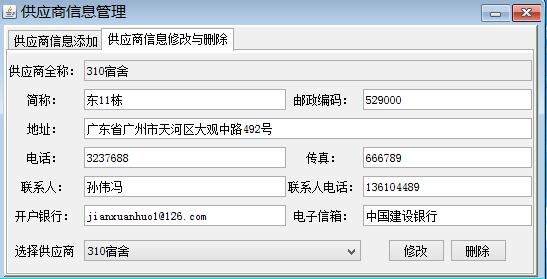 供应商信息管理
供应商信息添加 供应商信息修改与删除
供应商全称: 310宿舍
简称: 东11栋 邮政编码: 529000
地址: 广东省广州市天河区大观中路492号
电话: 3237688 传真: 666789
联系人: 孙伟冯 联系人电话: 136104489
开户银行: jianxuanhuo1@126.com 电子信箱: 中国建设银行
选择供应商 310宿舍 修改 删除